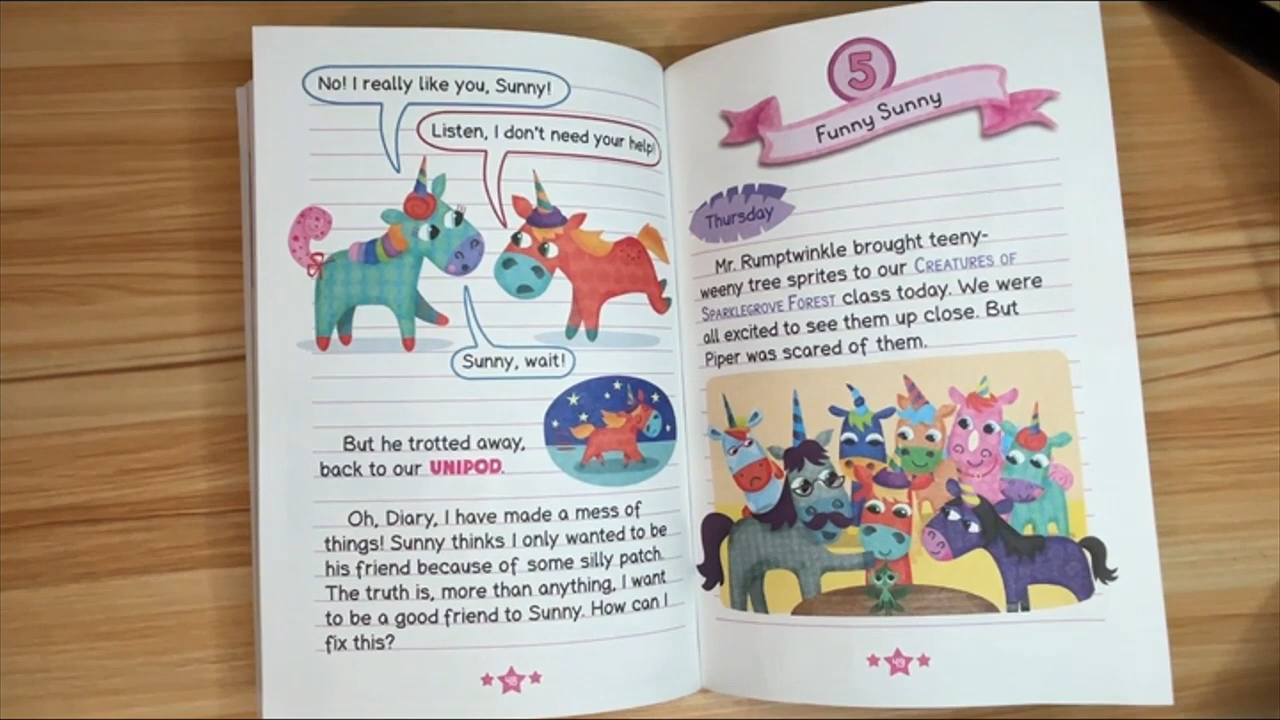 No! I really like you, Sunny!
Listen, I don't need your help!
Sunny, wait!
But he trotted away,
back to our UNIPOD.
Oh, Diary, I have made a mess of
things! Sunny thinks I only wanted to be
his friend because of some silly patch.
The truth is, more than anything, I want
to be a good friend to Sunny. How can I
fix this?
48
5
Funny Sunny
Thursday
Mr. Rumptwinkle brought teeny-
weeny tree sprites to our CREATURES OF
SPARKLEGROVE FOREST class today. We were
all excited to see them up close. But
Piper was scared of them.
49